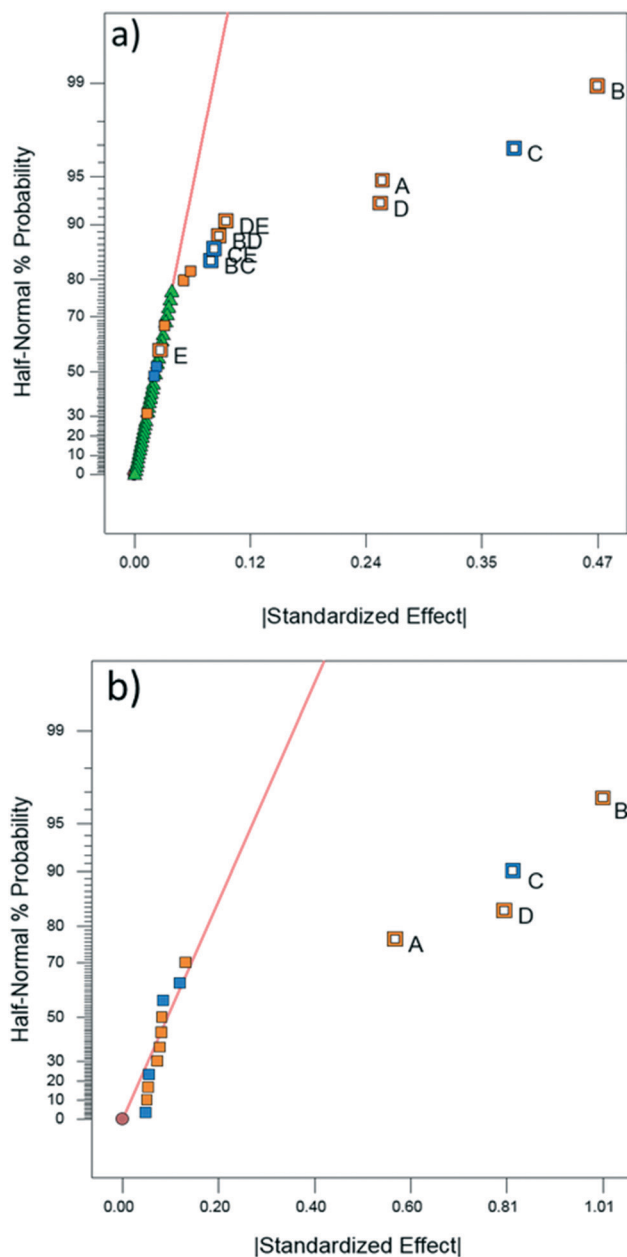 a)
Half-Normal % Probability
99
95
90
80
70
50
30
20
10
0
B
C
A
D
DE
BD
CE
BC
E
0.00 0.12 0.24 0.35 0.47
|Standardized Effect|
b)
Half-Normal % Probability
99
95
90
80
70
50
30
20
10
0
B
C
D
A
0.00 0.20 0.40 0.60 0.81 1.01
|Standardized Effect|